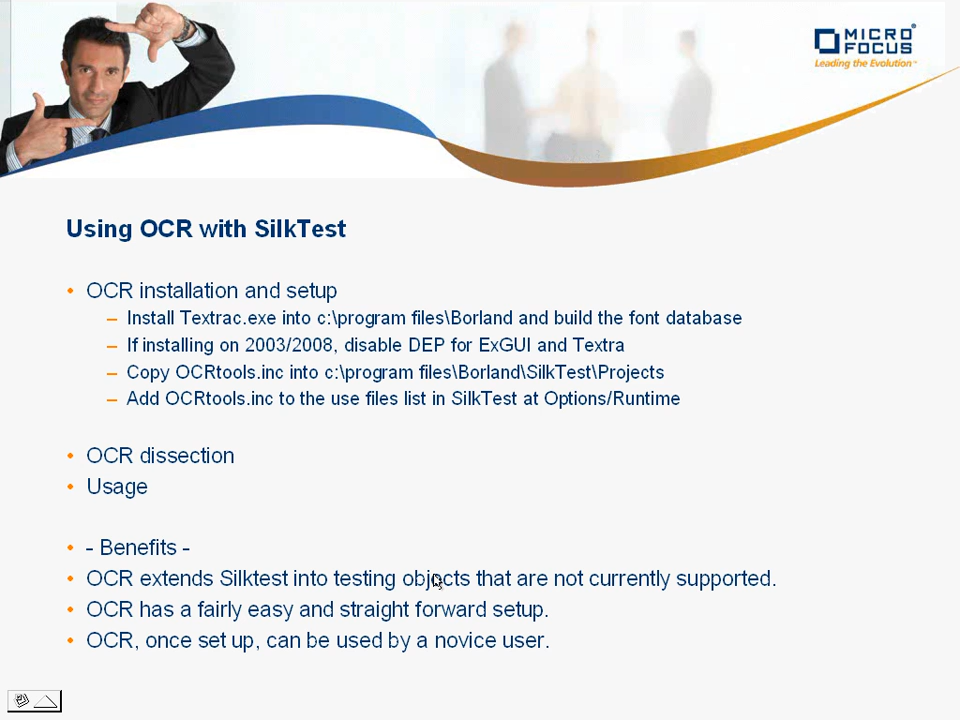 MICRO
FOCUS
Leading the Evolution™
Using OCR with SilkTest
• OCR installation and setup
– Install Textrac.exe into c:\program files\Borland and build the font database
– If installing on 2003/2008, disable DEP for ExGUI and Textra
– Copy OCRtools.inc into c:\program files\Borland\SilkTest\Projects
– Add OCRtools.inc to the use files list in SilkTest at Options/Runtime
• OCR dissection
• Usage
• - Benefits -
• OCR extends Silktest into testing objects that are not currently supported.
• OCR has a fairly easy and straight forward setup.
• OCR, once set up, can be used by a novice user.